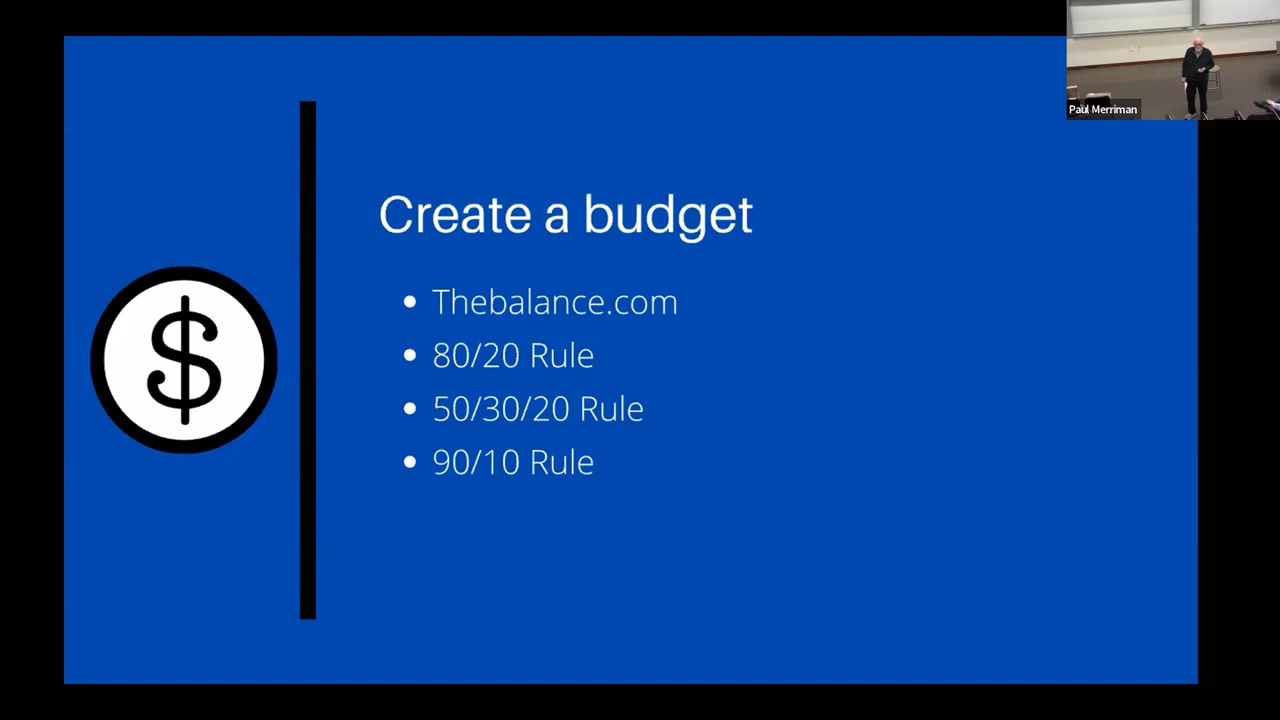 Paul Merriman
Create a budget
Thebalance.com
80/20 Rule
50/30/20 Rule
90/10 Rule